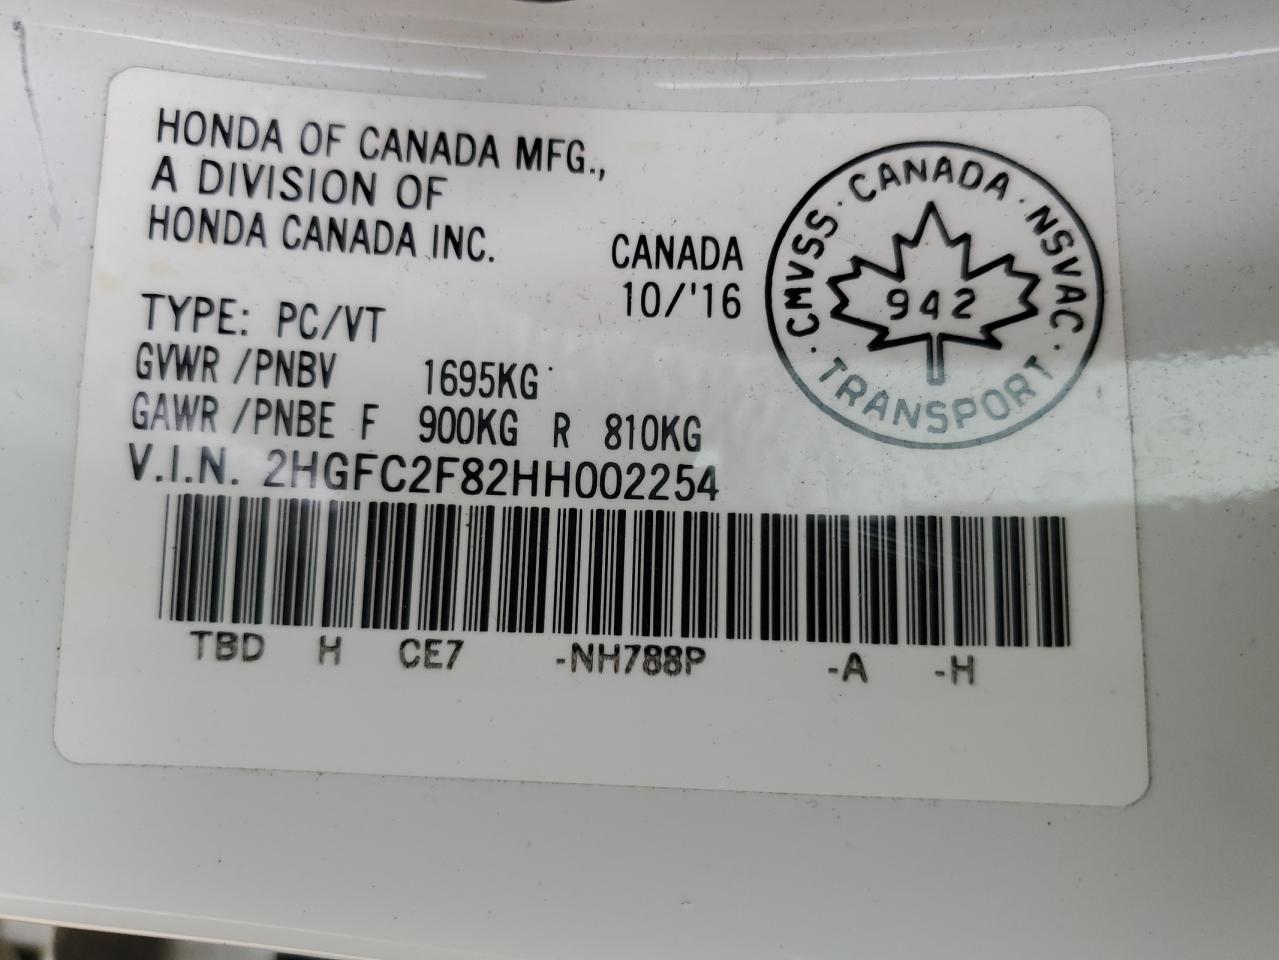 HONDA OF CANADA MFG.,
A DIVISION OF
HONDA CANADA INC.
CANADA
10/'16
CMVSS · CANADA · NSVAC ·
942
TRANSPORT
TYPE: PC/VT
GVWR /PNBV 1695KG
GAWR /PNBE F 900KG R 810KG
V.I.N. 2HGFC2F82HH002254
TBD H CE7 -NH788P -A -H